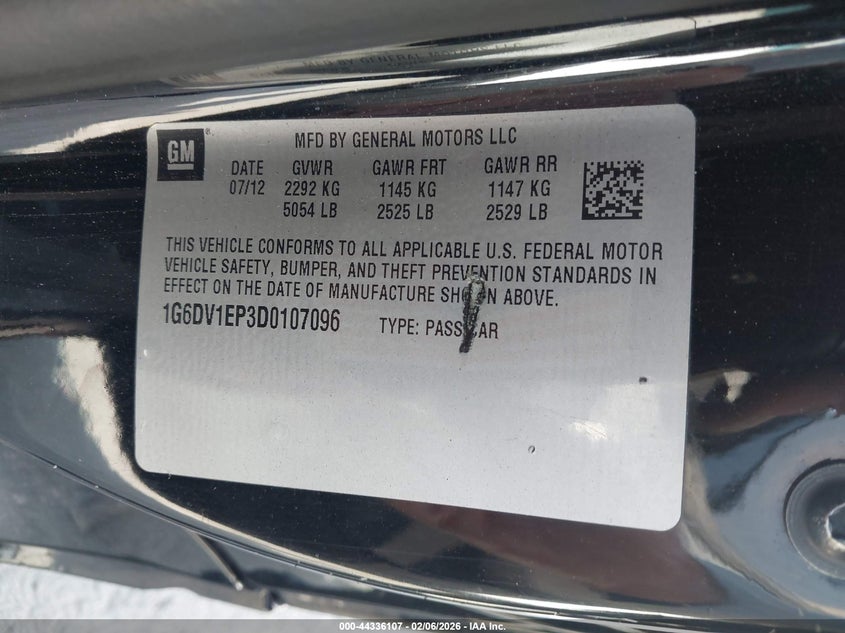 MFD BY GENERAL MOTORS LLC
GM
DATE GVWR GAWR FRT GAWR RR
07/12 2292 KG 1145 KG 1147 KG
5054 LB 2525 LB 2529 LB
THIS VEHICLE CONFORMS TO ALL APPLICABLE U.S. FEDERAL MOTOR
VEHICLE SAFETY, BUMPER, AND THEFT PREVENTION STANDARDS IN
EFFECT ON THE DATE OF MANUFACTURE SHOWN ABOVE.
1G6DV1EP3D0107096 TYPE: PASS CAR
000-44336107 - 02/06/2026 - IAA Inc.